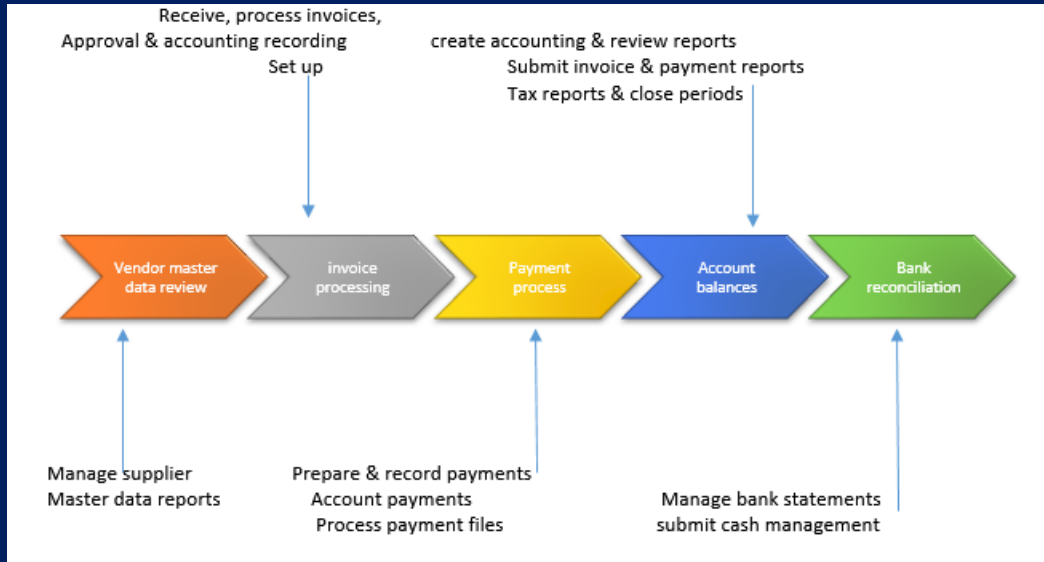 Receive, process invoices,
Approval & accounting recording
Set up
create accounting & review reports
Submit invoice & payment reports
Tax reports & close periods
Vendor master
data review
invoice
processing
Payment
process
Account
balances
Bank
reconciliation
Manage supplier
Master data reports
Prepare & record payments
Account payments
Process payment files
Manage bank statements
submit cash management